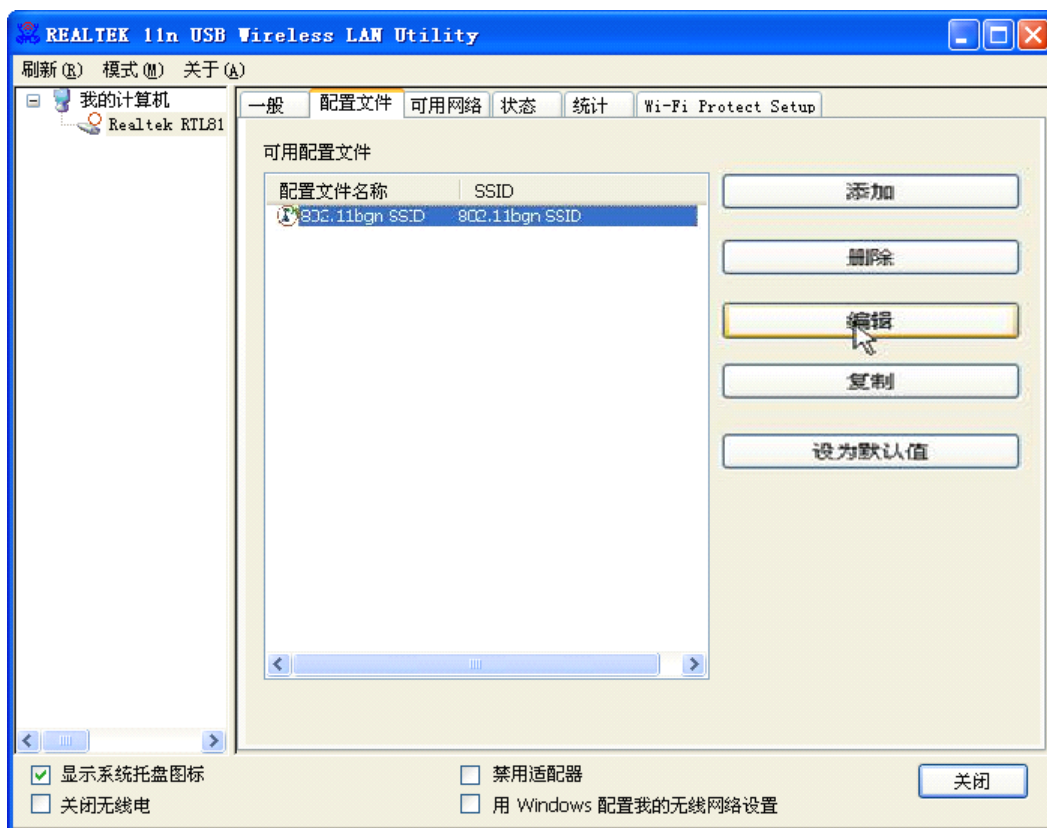 REALTEK 11n USB Wireless LAN Utility
刷新(R) 模式(M) 关于(A)
我的计算机
Realtek RTL81
一般 配置文件 可用网络 状态 统计 Wi-Fi Protect Setup
可用配置文件
配置文件名称 SSID
802.11bgn SSID 802.11bgn SSID
添加
删除
编辑
复制
设为默认值
显示系统托盘图标
禁用适配器
关闭无线电
用 Windows 配置我的无线网络设置
关闭